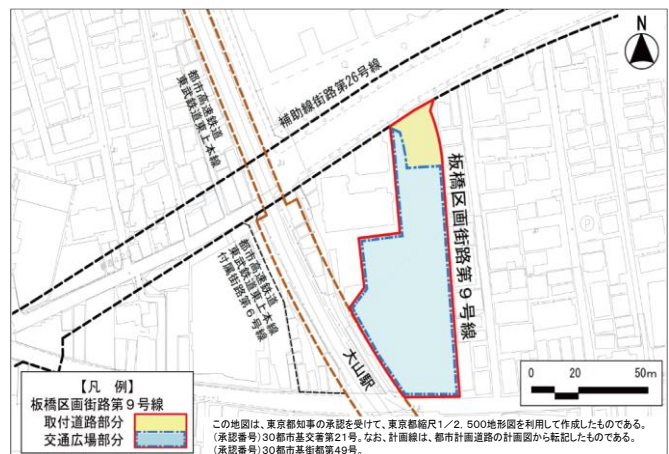 N
補助線街路第26号線
都市高速鉄道
東武鉄道東上本線
板橋区画街路第9号線
都市高速鉄道
東武鉄道東上本線
付属街路第6号線
大山駅
0 10 20 50m
【凡 例】
板橋区画街路第9号線
取付道路部分
交通広場部分
この地図は、東京都知事の承認を受けて、東京都縮尺1/2,500地形図を利用して作成したものである。
(承認番号)30都市基交著第21号。なお、計画線は、都市計画道路の計画図から転記したものである。
(承認番号)30都市基街都第49号。